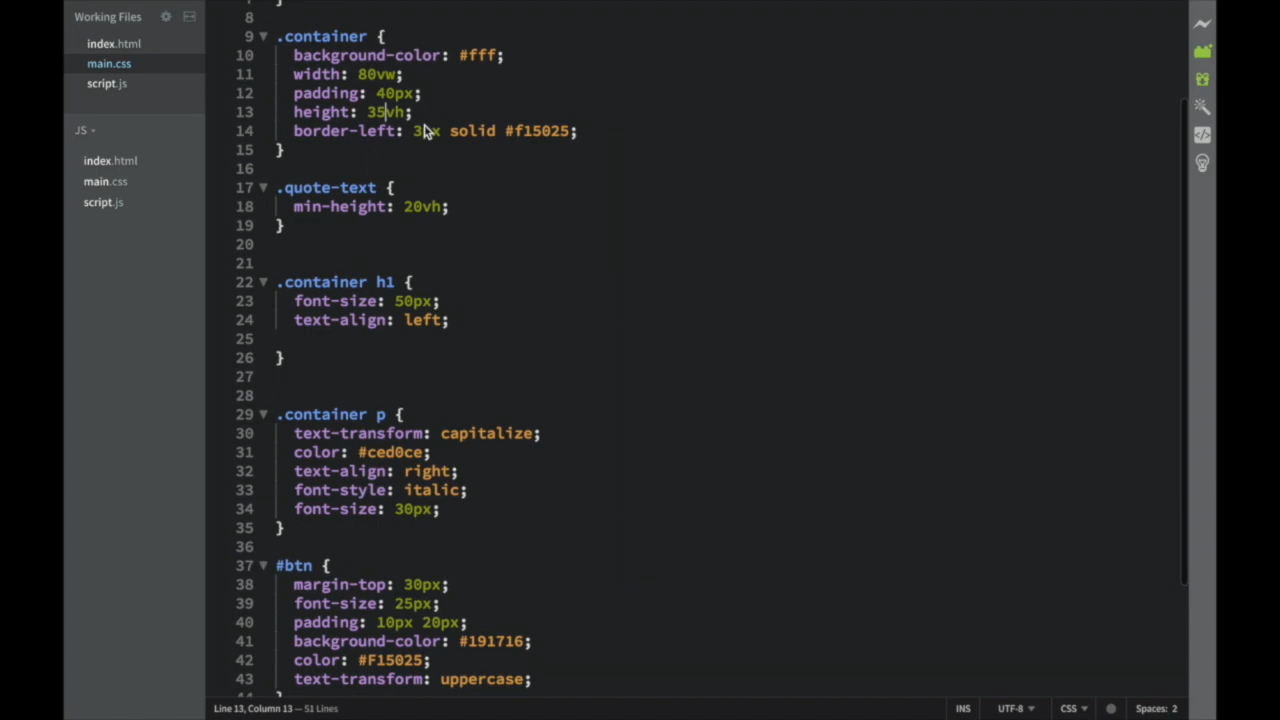 Working Files
index.html
main.css
script.js
JS
index.html
main.css
script.js
8
9 .container {
10 background-color: #fff;
11 width: 80vw;
12 padding: 40px;
13 height: 35vh;
14 border-left: solid #f15025;
15 }
16
17 .quote-text {
18 min-height: 20vh;
19 }
20
21
22 .container h1 {
23 font-size: 50px;
24 text-align: left;
25
26 }
27
28
29 .container p {
30 text-transform: capitalize;
31 color: #ced0ce;
32 text-align: right;
33 font-style: italic;
34 font-size: 30px;
35 }
36
37 #btn {
38 margin-top: 30px;
39 font-size: 25px;
40 padding: 10px 20px;
41 background-color: #191716;
42 color: #F15025;
43 text-transform: uppercase;
Line 13, Column 13 — 51 Lines
INS UTF-8 CSS Spaces: 2